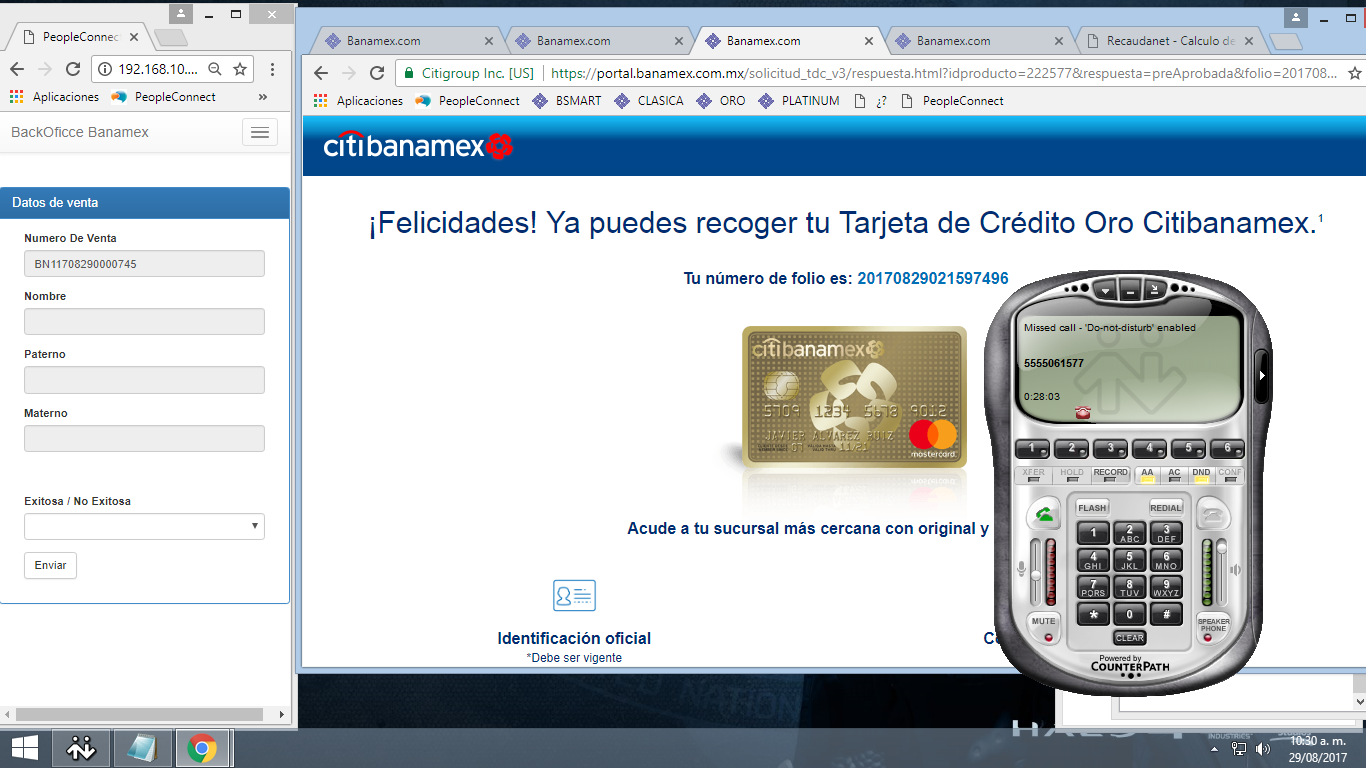 PeopleConnec
192.168.10....
Aplicaciones
PeopleConnect
»
BackOficce Banamex
Datos de venta
Numero De Venta
BN11708290000745
Nombre
Paterno
Materno
Exitosa / No Exitosa
Enviar
Banamex.com
Banamex.com
Banamex.com
Banamex.com
Recaudanet - Calculo de
Citigroup Inc. [US]
https://portal.banamex.com.mx/solicitud_tdc_v3/respuesta.html?idproducto=222577&respuesta=preAprobada&folio=201708...
Aplicaciones
PeopleConnect
BSMART
CLASICA
ORO
PLATINUM
¿?
PeopleConnect
citibanamex
¡Felicidades! Ya puedes recoger tu Tarjeta de Crédito Oro Citibanamex.1
Tu número de folio es: 20170829021597496
citibanamex
5709 1234 5678 9012
JAVIER ALVAREZ RUIZ
07 11/21
mastercard
Acude a tu sucursal más cercana con original y
Identificación oficial
*Debe ser vigente
Missed call - 'Do-not-disturb' enabled
5555061577
0:28:03
1 2 3 4 5 6
XFER HOLD RECORD AA AC DND CONF
FLASH REDIAL
1 2 ABC 3 DEF
4 GHI 5 JKL 6 MNO
7 PQRS 8 TUV 9 WXYZ
* 0 #
MUTE CLEAR SPEAKER PHONE
Powered by
COUNTERPATH
10:30 a. m.
29/08/2017